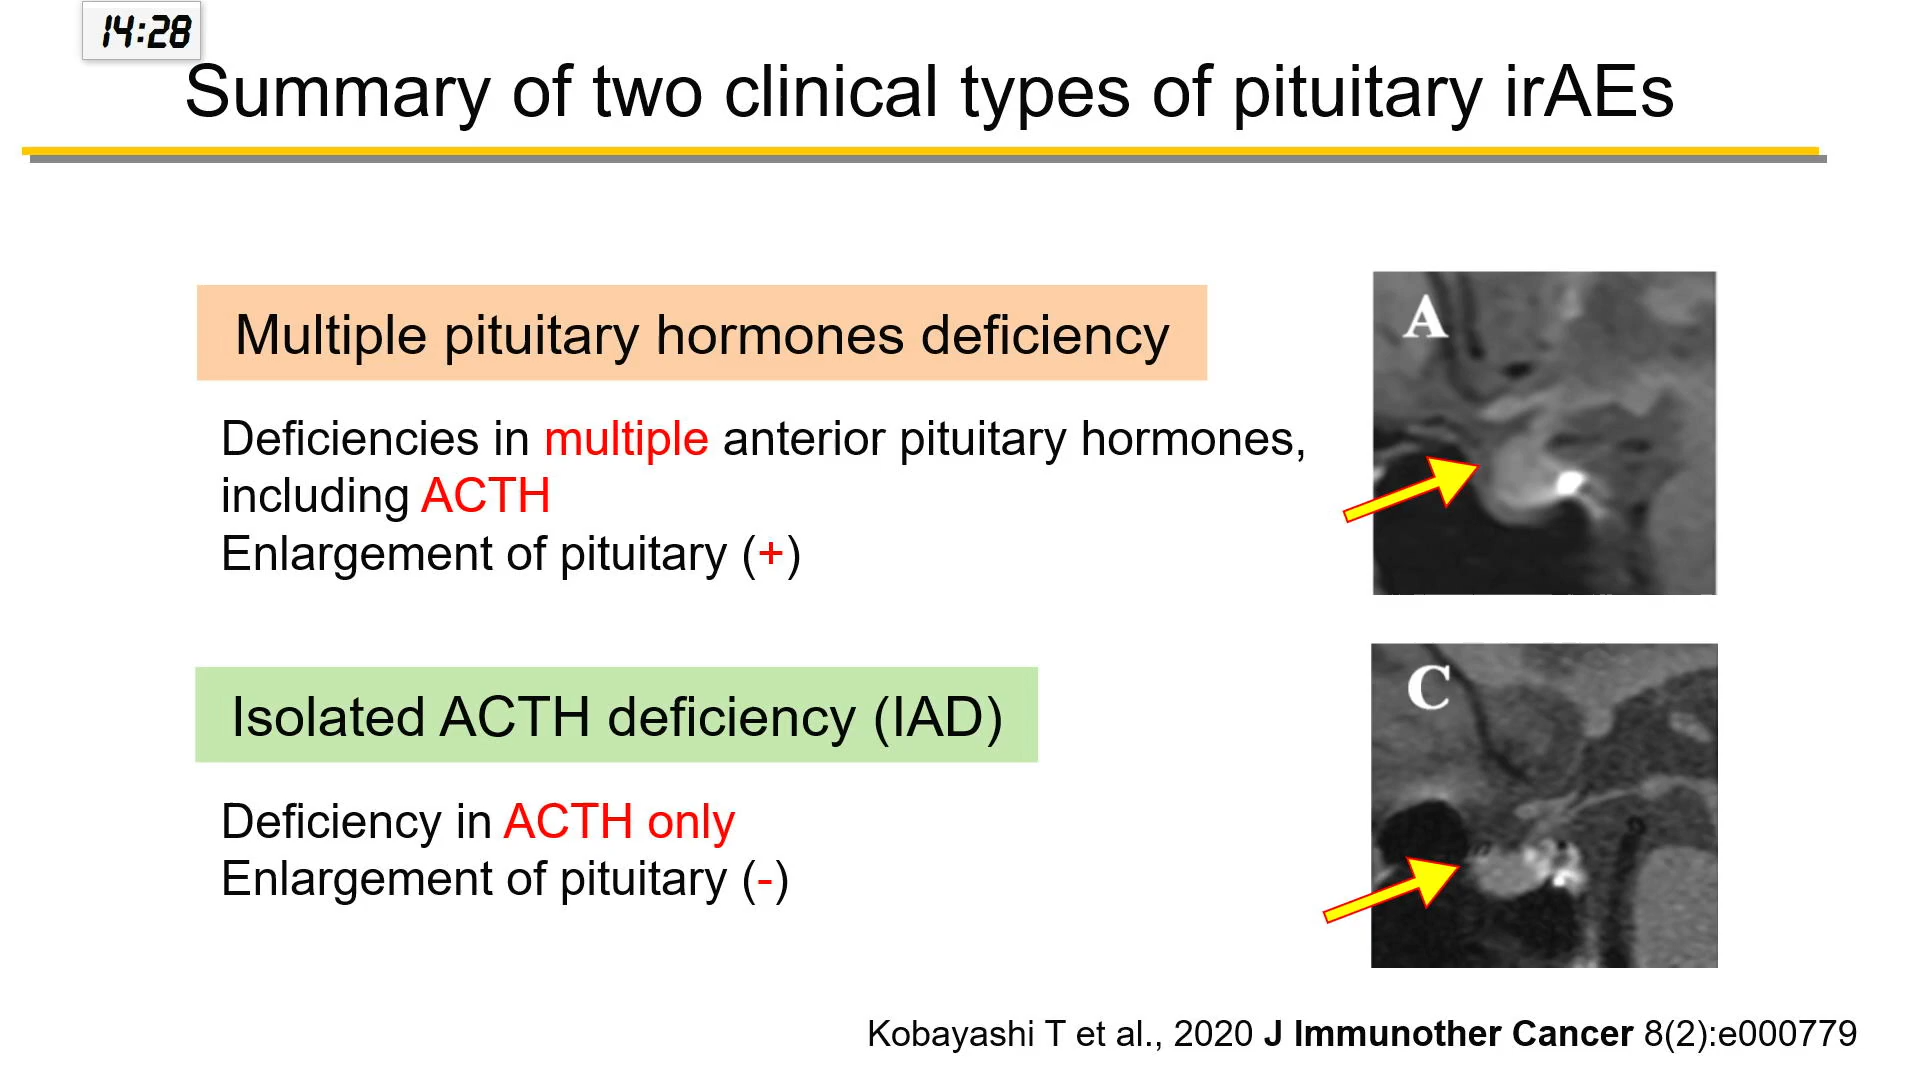 14:28
Summary of two clinical types of pituitary irAEs
Multiple pituitary hormones deficiency
Deficiencies in multiple anterior pituitary hormones,
including ACTH
Enlargement of pituitary (+)
A
Isolated ACTH deficiency (IAD)
Deficiency in ACTH only
Enlargement of pituitary (-)
C
Kobayashi T et al., 2020 J Immunother Cancer 8(2):e000779